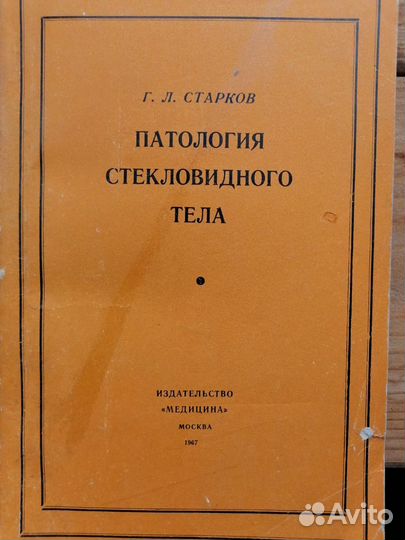 Г. Л. СТАРКОВ
ПАТОЛОГИЯ
СТЕКЛОВИДНОГО
ТЕЛА
ИЗДАТЕЛЬСТВО
«МЕДИЦИНА»
МОСКВА
1967
Avito